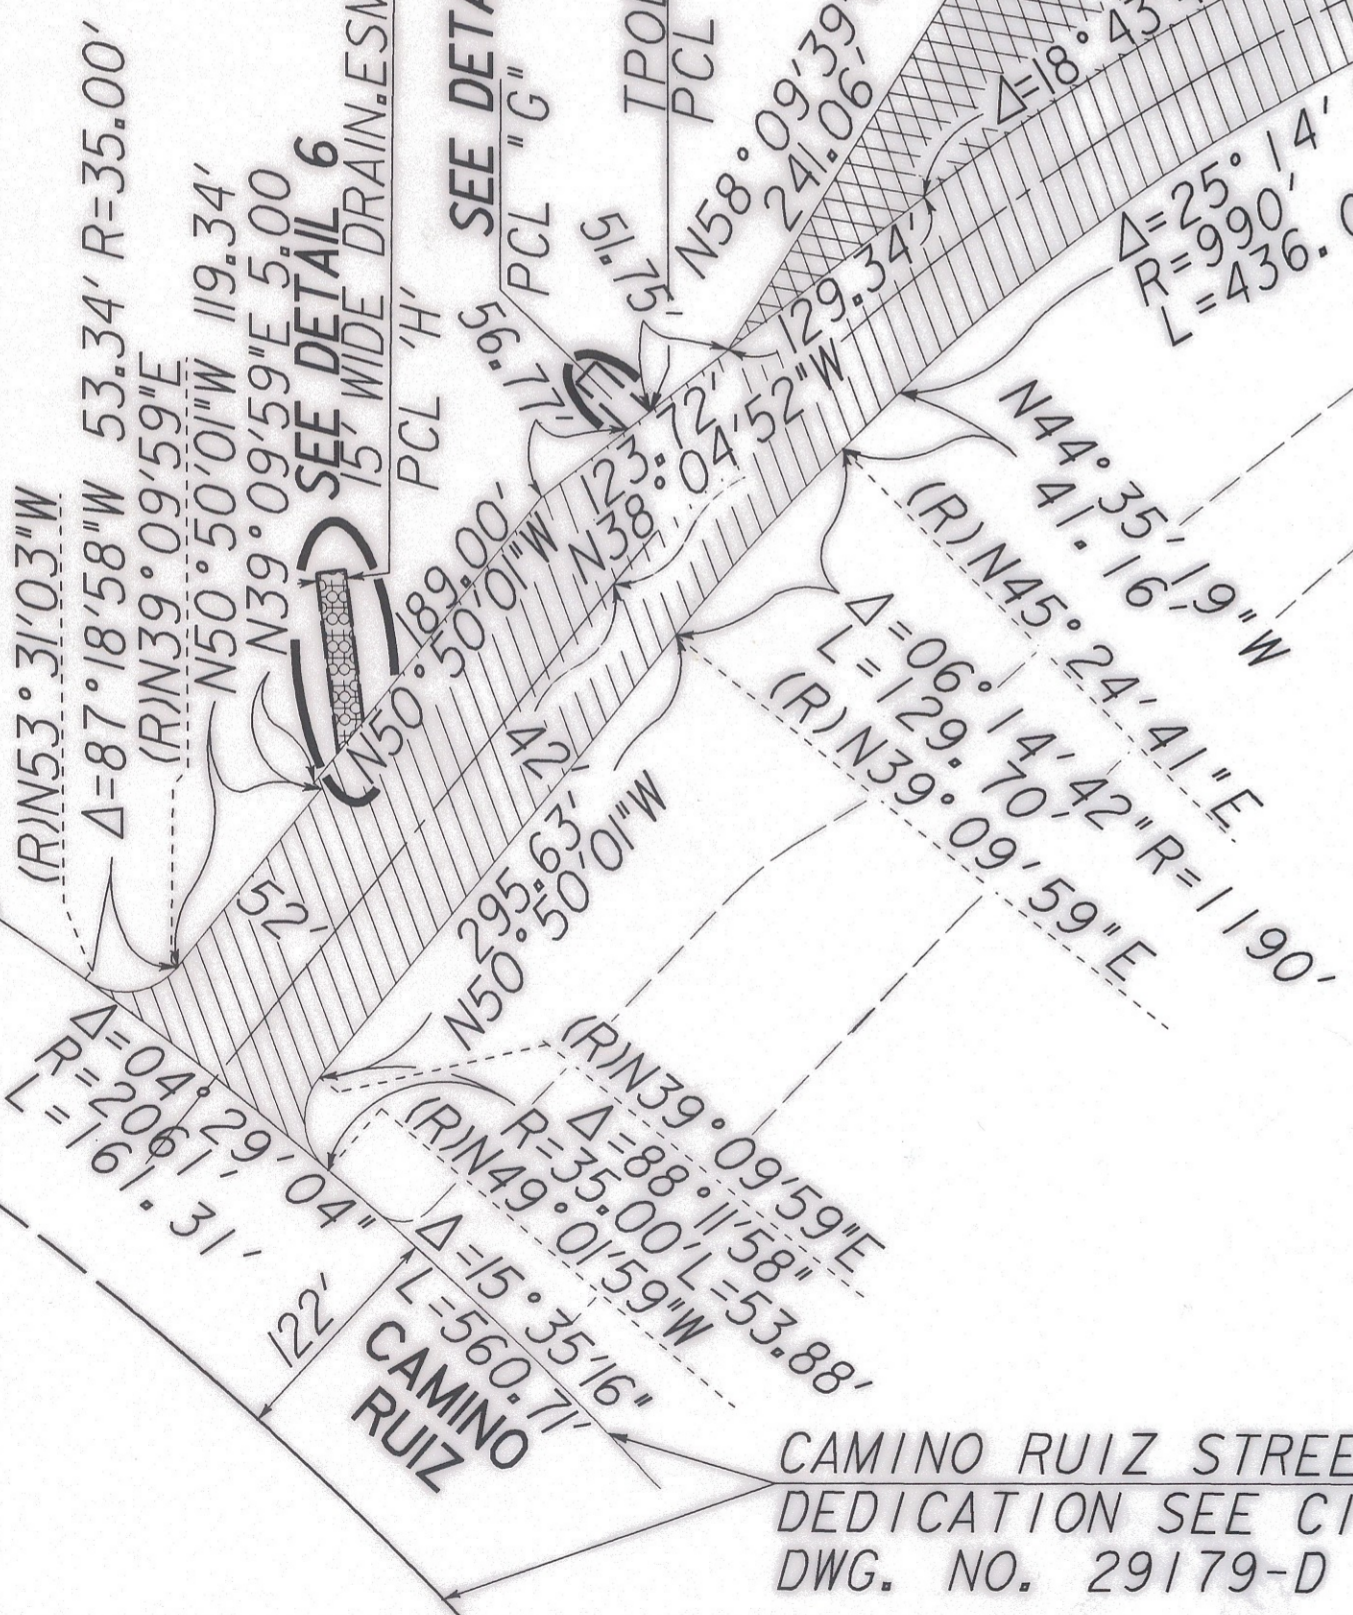 (R)N53°31'03"W
Δ=87°18'58"W 53.34' R=35.00'
(R)N39°09'59"E
N50°50'01"W 119.34'
N39°09'59"E 5.00
SEE DETAIL 6
15' WIDE DRAIN.ESM
PCL 'H'
SEE DETA
PCL "G"
TPO
PCL
56.77'
51.75'
N58°09'39
241.06'
Δ=18°43'
129.34'
123.72'
N38°04'52"W
189.00'
N50°50'01"W
Δ=25°14'
R=990'
L=436.0
N44°35'19"W
41.16'
(R)N45°24'41"E
Δ=06°14'42"R=1190'
L=129.70'
(R)N39°09'59"E
42'
52'
295.63'
N50°50'01"W
(R)N39°09'59"E
Δ=88°11'58"
R=35.00'L=53.88'
(R)N49°01'59"W
Δ=04°29'04"
R=2061'
L=161.31'
Δ=15°35'16"
L=560.71'
122'
CAMINO
RUIZ
CAMINO RUIZ STREE
DEDICATION SEE CI
DWG. NO. 29179-D